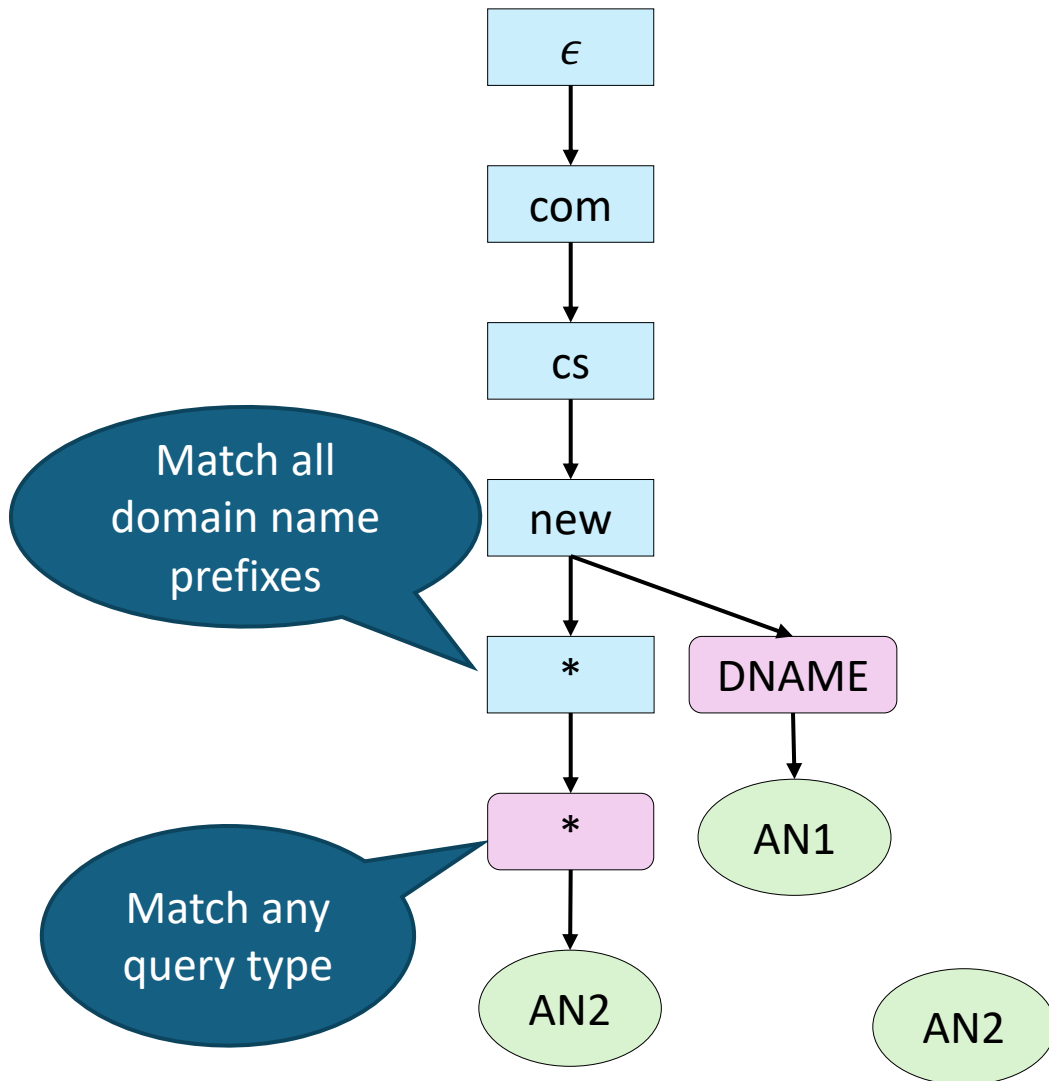 ϵ
com
cs
Match all
domain name
prefixes
new
*
DNAME
*
AN1
Match any
query type
AN2
AN2